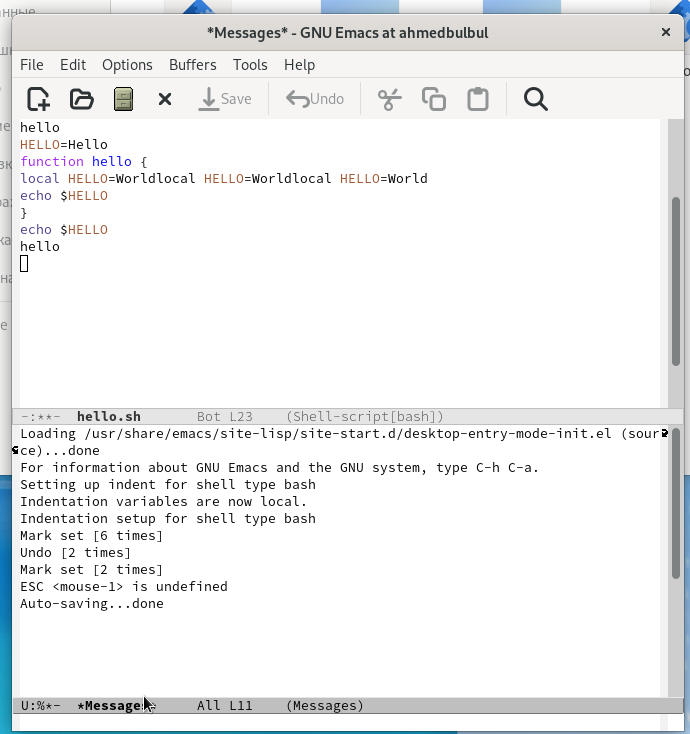 *Messages* - GNU Emacs at ahmedbulbul
File Edit Options Buffers Tools Help
Save Undo
hello
HELLO=Hello
function hello {
local HELLO=Worldlocal HELLO=Worldlocal HELLO=World
echo $HELLO
}
echo $HELLO
hello
-:**- hello.sh Bot L23 (Shell-script[bash])
Loading /usr/share/emacs/site-lisp/site-start.d/desktop-entry-mode-init.el (sour
ce)...done
For information about GNU Emacs and the GNU system, type C-h C-a.
Setting up indent for shell type bash
Indentation variables are now local.
Indentation setup for shell type bash
Mark set [6 times]
Undo [2 times]
Mark set [2 times]
ESC <mouse-1> is undefined
Auto-saving...done
U:%*- *Messages All L11 (Messages)